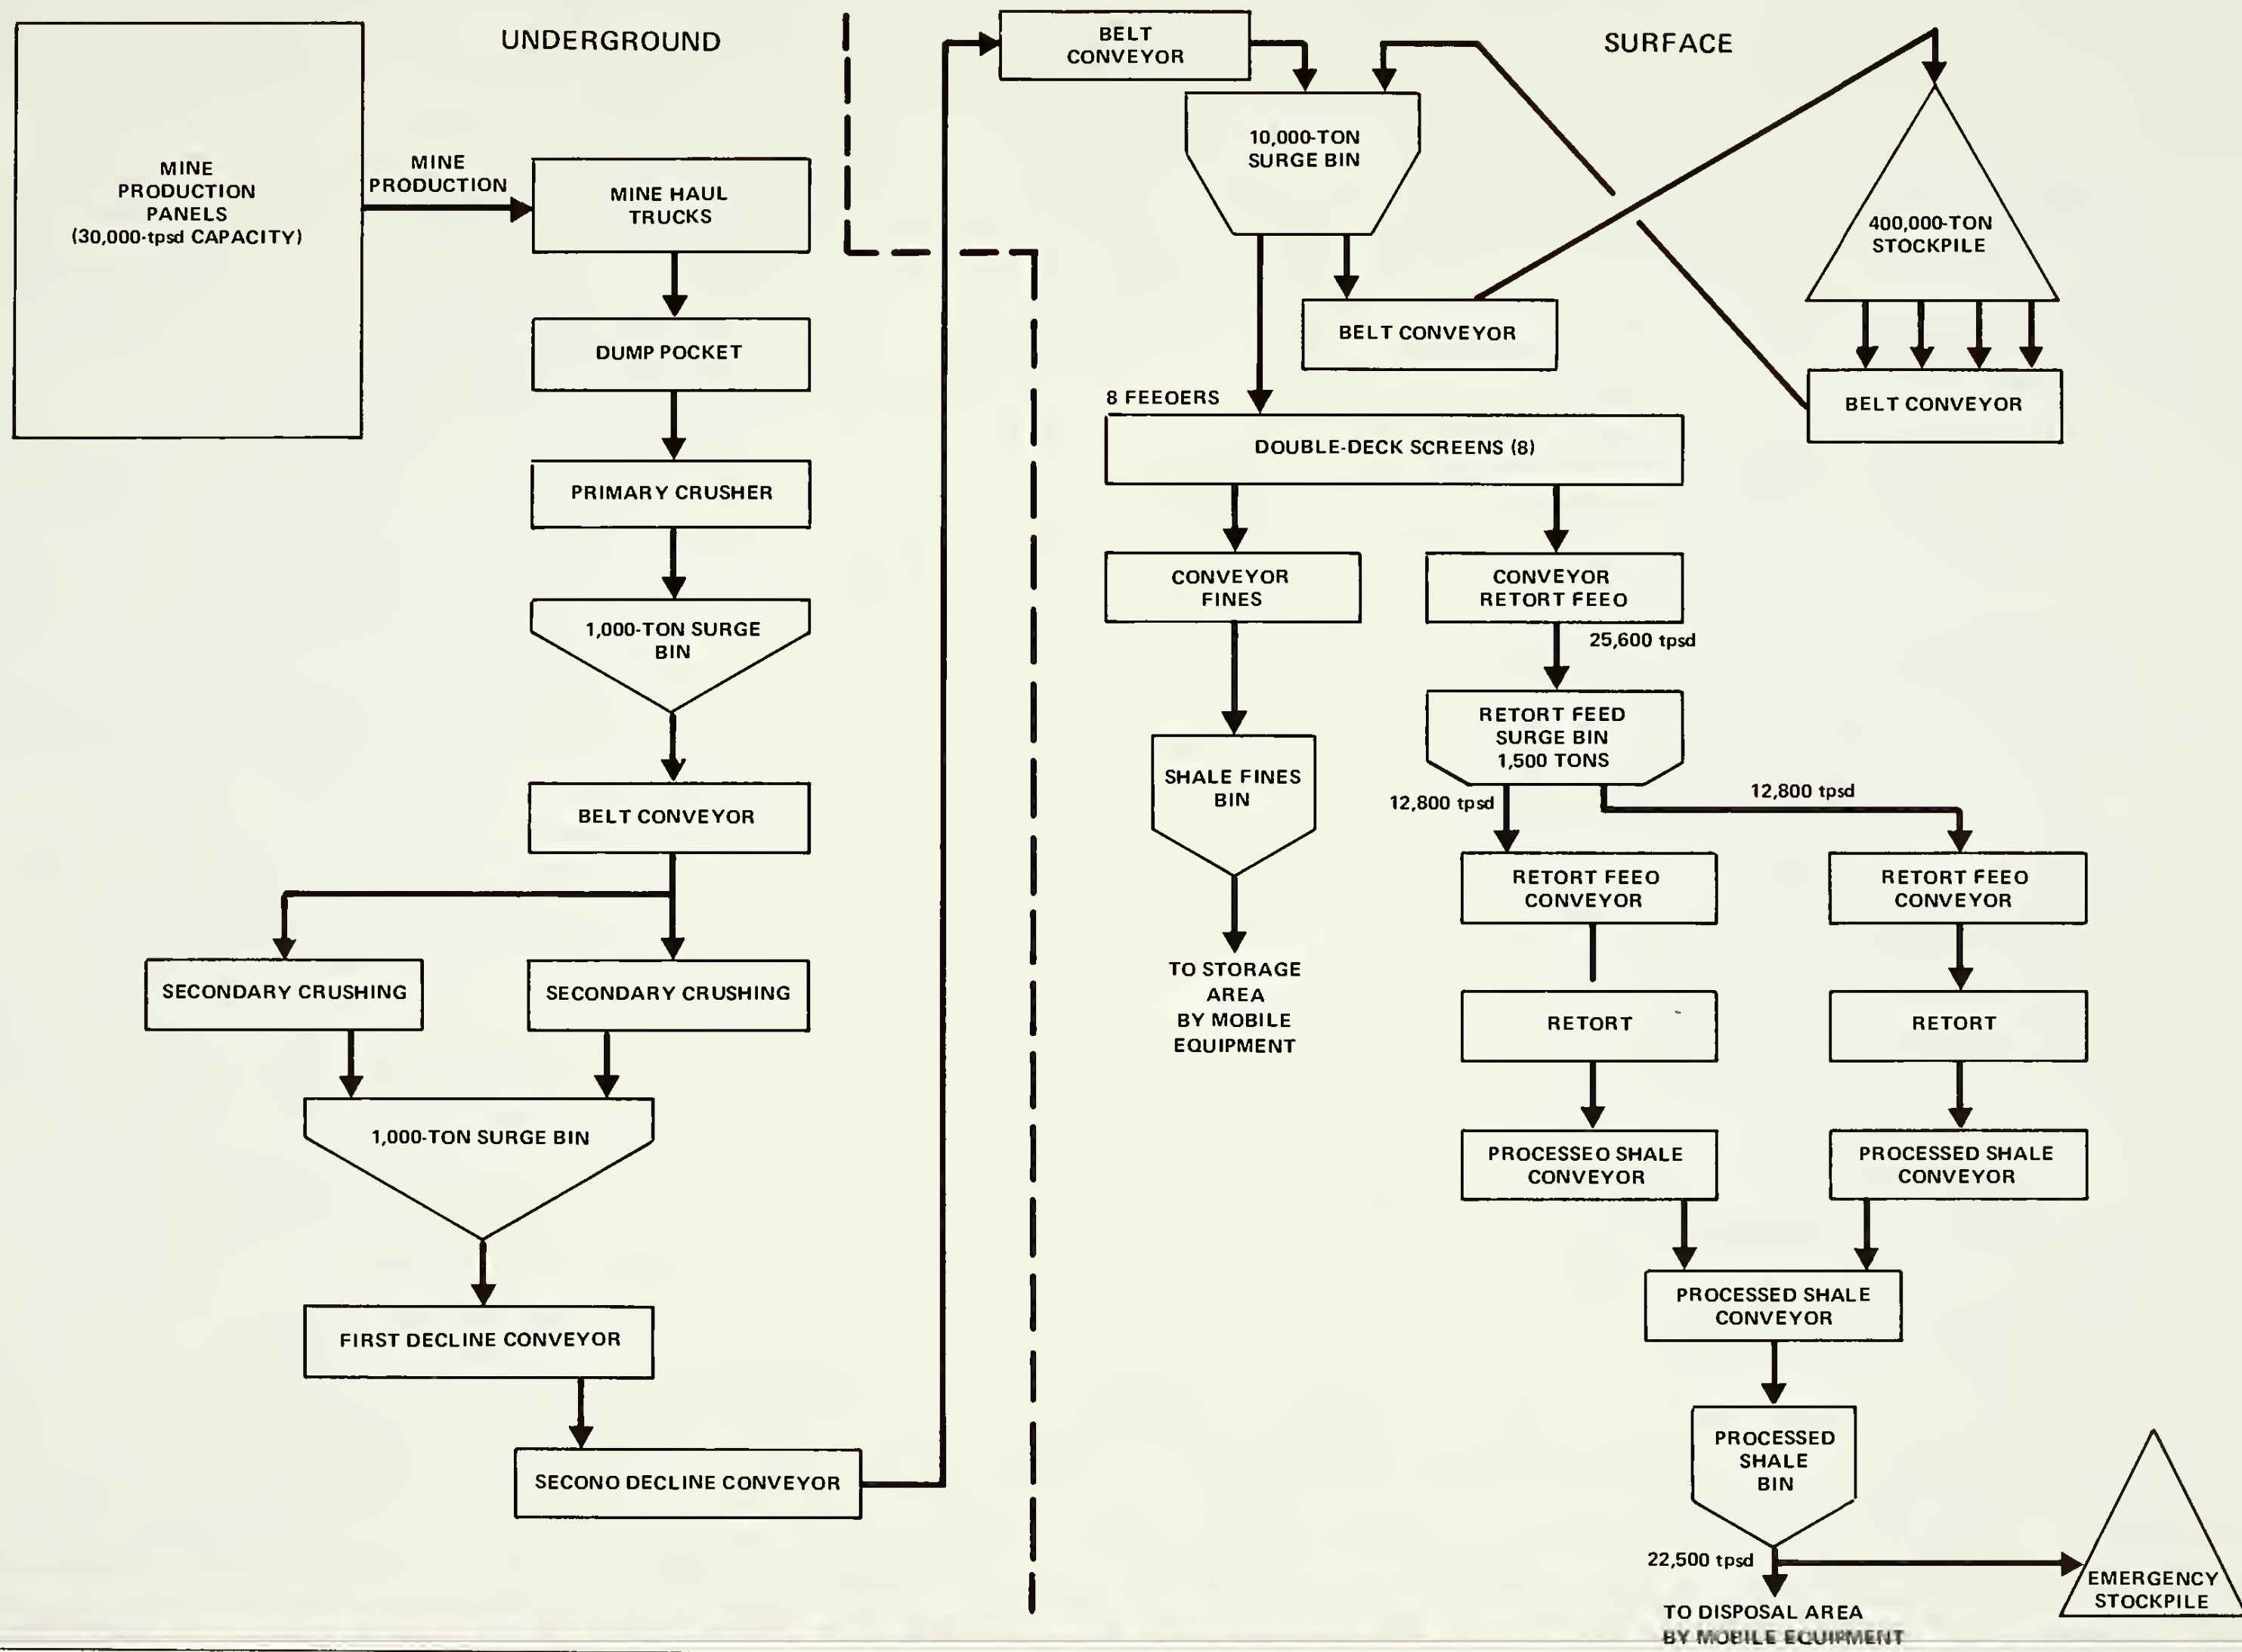 UNDERGROUND
MINE
PRODUCTION
PANELS
(30,000-tpsd CAPACITY)
MINE
PRODUCTION
MINE HAUL
TRUCKS
DUMP POCKET
PRIMARY CRUSHER
1,000-TON SURGE
BIN
BELT CONVEYOR
SECONDARY CRUSHING
SECONDARY CRUSHING
1,000-TON SURGE BIN
FIRST DECLINE CONVEYOR
SECONO DECLINE CONVEYOR
SURFACE
BELT
CONVEYOR
10,000-TON
SURGE BIN
BELT CONVEYOR
400,000-TON
STOCKPILE
BELT CONVEYOR
8 FEEOERS
DOUBLE-DECK SCREENS (8)
CONVEYOR
FINES
CONVEYOR
RETORT FEEO
25,600 tpsd
SHALE FINES
BIN
TO STORAGE
AREA
BY MOBILE
EQUIPMENT
RETORT FEED
SURGE BIN
1,500 TONS
12,800 tpsd
12,800 tpsd
RETORT FEEO
CONVEYOR
RETORT FEEO
CONVEYOR
RETORT
RETORT
PROCESSEO SHALE
CONVEYOR
PROCESSED SHALE
CONVEYOR
PROCESSED SHALE
CONVEYOR
PROCESSED
SHALE
BIN
22,500 tpsd
TO DISPOSAL AREA
BY MOBILE EQUIPMENT
EMERGENCY
STOCKPILE